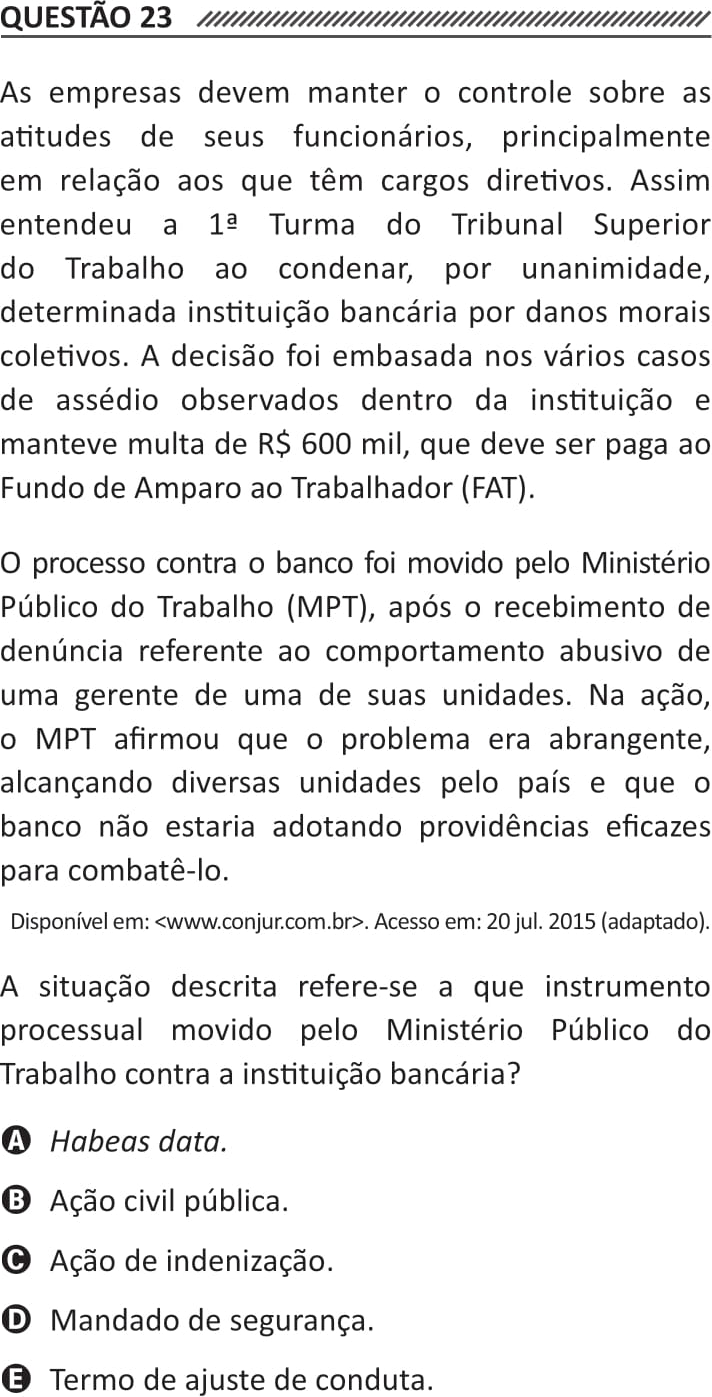 QUESTÃO 23
As empresas devem manter o controle sobre as
atitudes de seus funcionários, principalmente
em relação aos que têm cargos diretivos. Assim
entendeu a 1ª Turma do Tribunal Superior
do Trabalho ao condenar, por unanimidade,
determinada instituição bancária por danos morais
coletivos. A decisão foi embasada nos vários casos
de assédio observados dentro da instituição e
manteve multa de R$ 600 mil, que deve ser paga ao
Fundo de Amparo ao Trabalhador (FAT).
O processo contra o banco foi movido pelo Ministério
Público do Trabalho (MPT), após o recebimento de
denúncia referente ao comportamento abusivo de
uma gerente de uma de suas unidades. Na ação,
o MPT afirmou que o problema era abrangente,
alcançando diversas unidades pelo país e que o
banco não estaria adotando providências eficazes
para combatê-lo.
Disponível em: <www.conjur.com.br>. Acesso em: 20 jul. 2015 (adaptado).
A situação descrita refere-se a que instrumento
processual movido pelo Ministério Público do
Trabalho contra a instituição bancária?
A Habeas data.
B Ação civil pública.
C Ação de indenização.
D Mandado de segurança.
E Termo de ajuste de conduta.